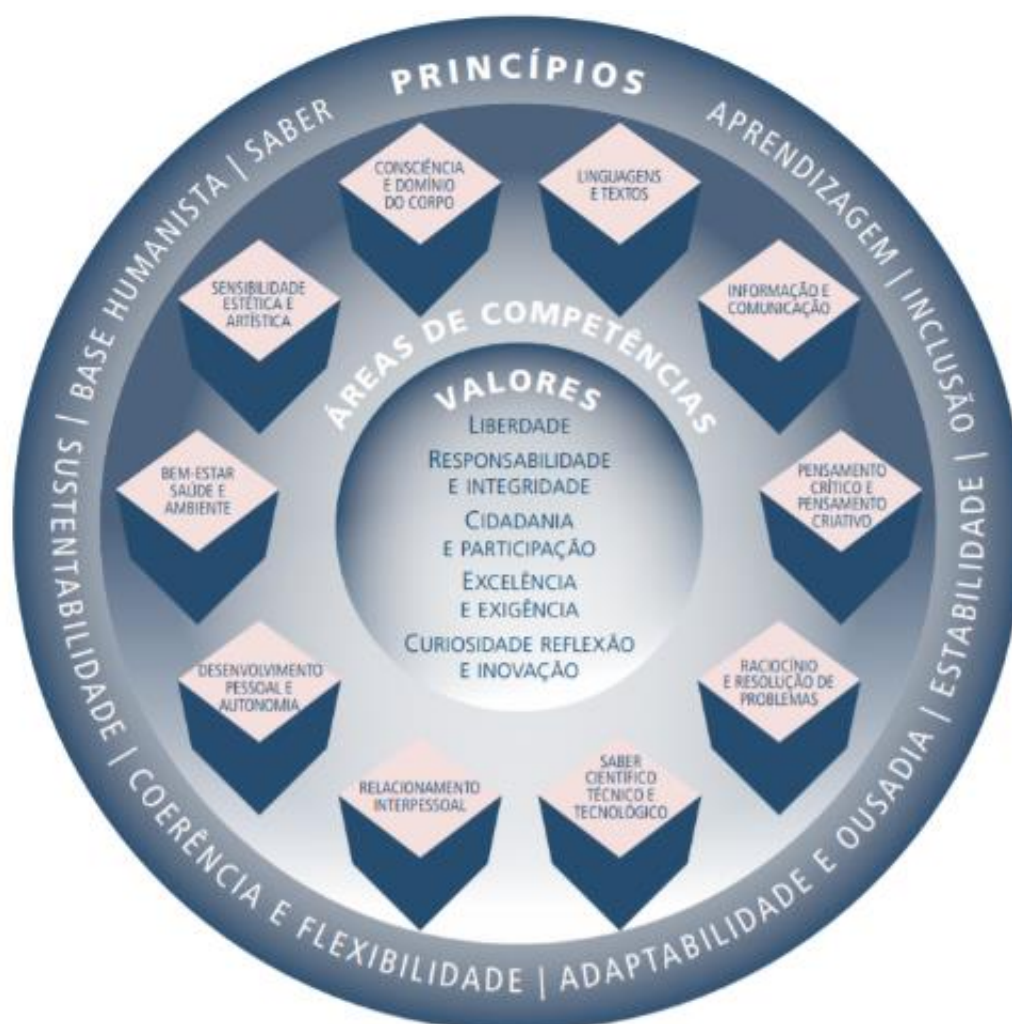 PRINCÍPIOS
APRENDIZAGEM | INCLUSÃO |
ESTABILIDADE |
ADAPTABILIDADE E OUSADIA |
COERÊNCIA E FLEXIBILIDADE |
SUSTENTABILIDADE |
BASE HUMANISTA | SABER
LINGUAGENS
E TEXTOS
INFORMAÇÃO E
COMUNICAÇÃO
PENSAMENTO
CRÍTICO E
PENSAMENTO
CRIATIVO
RACIOCÍNIO
E RESOLUÇÃO DE
PROBLEMAS
SABER
CIENTÍFICO
TÉCNICO E
TECNOLÓGICO
RELACIONAMENTO
INTERPESSOAL
DESENVOLVIMENTO
PESSOAL E
AUTONOMIA
BEM-ESTAR
SAÚDE E
AMBIENTE
SENSIBILIDADE
ESTÉTICA E
ARTÍSTICA
CONSCIÊNCIA
E DOMÍNIO
DO CORPO
ÁREAS DE COMPETÊNCIAS
VALORES
LIBERDADE
RESPONSABILIDADE
E INTEGRIDADE
CIDADANIA
E PARTICIPAÇÃO
EXCELÊNCIA
E EXIGÊNCIA
CURIOSIDADE REFLEXÃO
E INOVAÇÃO